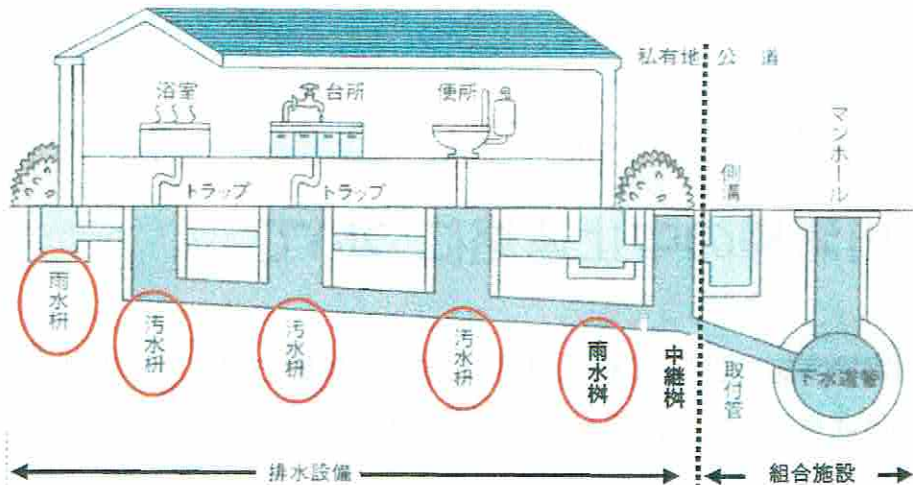 私有地 公道
浴室
台所
便所
マンホール
トラップ
トラップ
側溝
雨水枡
汚水枡
汚水枡
汚水枡
雨水桝
中継桝
取付管
下水道管
排水設備
組合施設